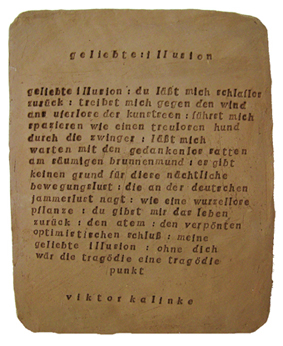 geliebte : illusion
geliebte illusion : du läßt mich schlaflos
zurück : treibst mich gegen den wind
ans uferlose der kunstseen : führst mich
spazieren wie einen treulosen hund
durch die zwinger : läßt mich
warten mit den gedankenlos satten
am säumigen brunnenmund : es gibt
keinen grund für diese nächtliche
bewegungslust : die an der deutschen
jammerlust nagt : wie eine wurzellose
pflanze : du gibst mir das leben
zurück : den atem : den verpönten
optimistischen schluß : meine
geliebte illusion : ohne dich
wär die tragödie eine tragödie
punkt
viktor kalinke